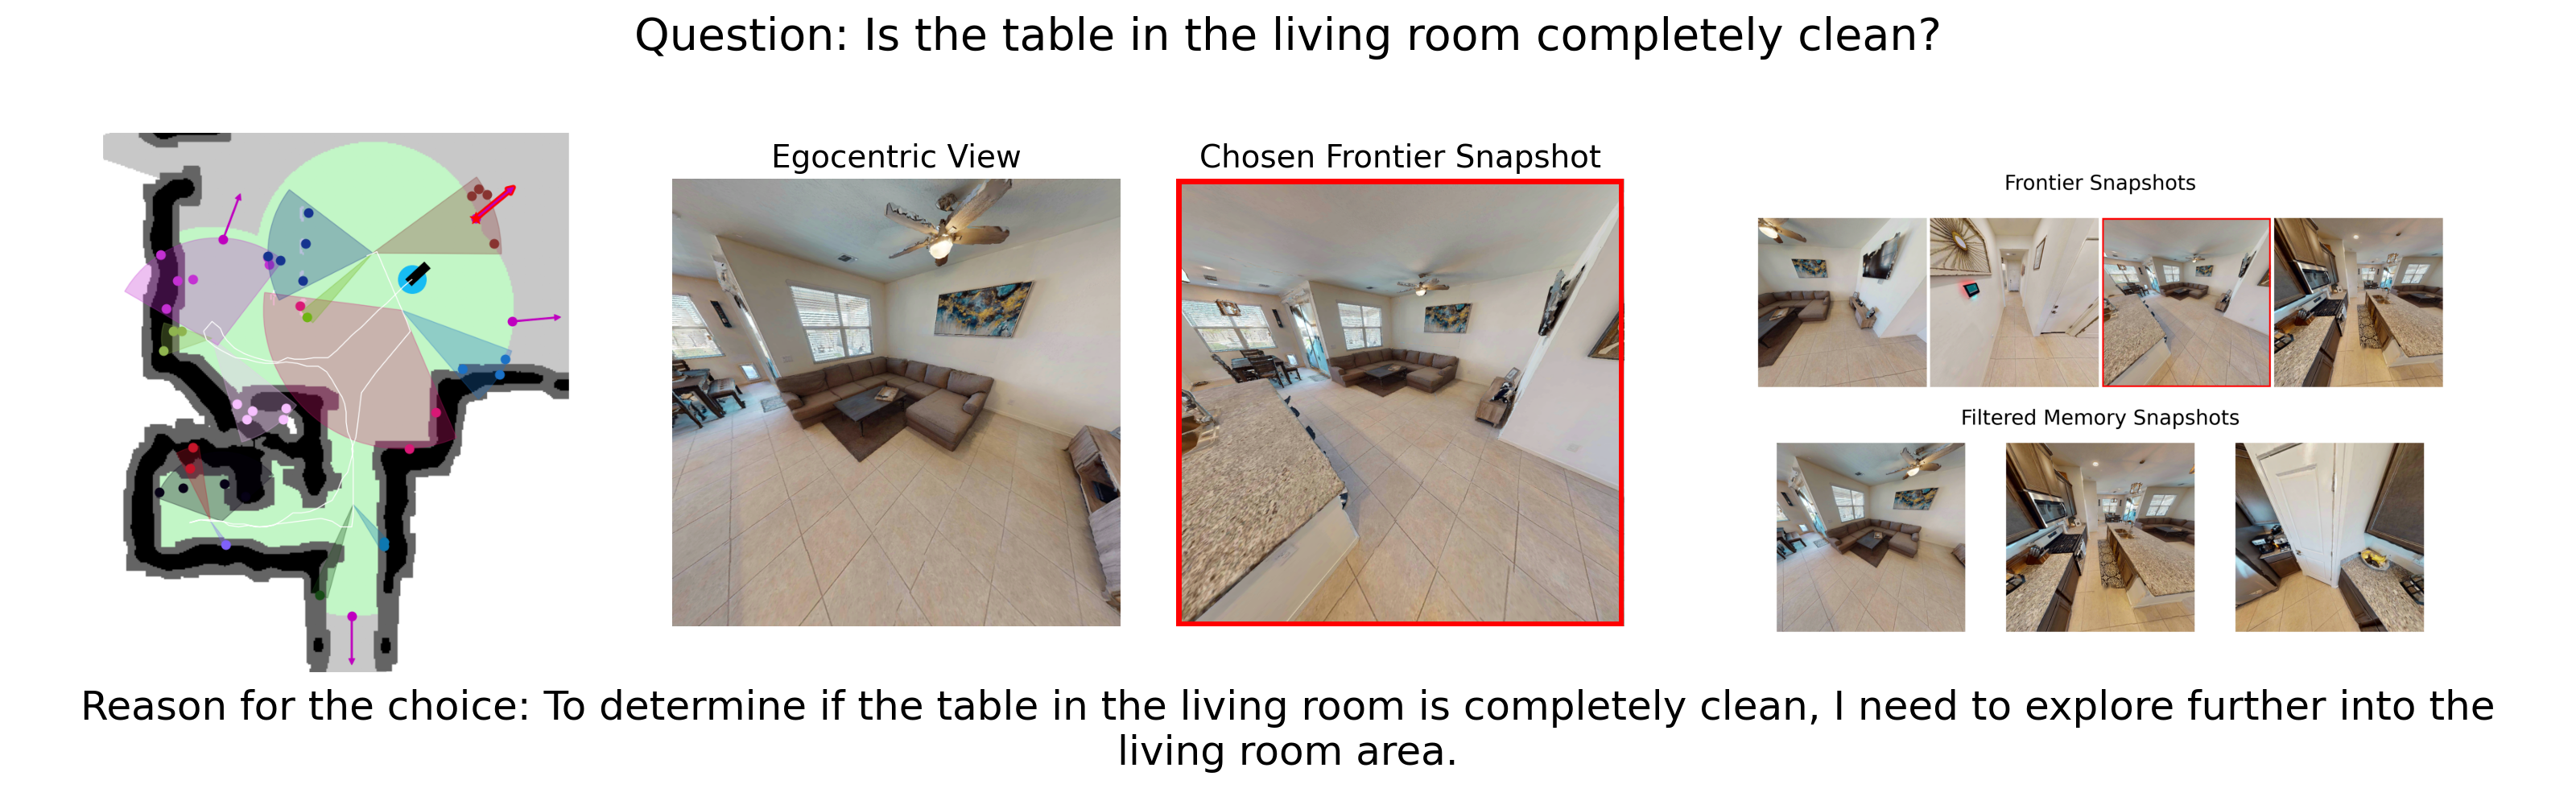 Question: Is the table in the living room completely clean?
Egocentric View
Chosen Frontier Snapshot
Frontier Snapshots
Filtered Memory Snapshots
Reason for the choice: To determine if the table in the living room is completely clean, I need to explore further into the
living room area.